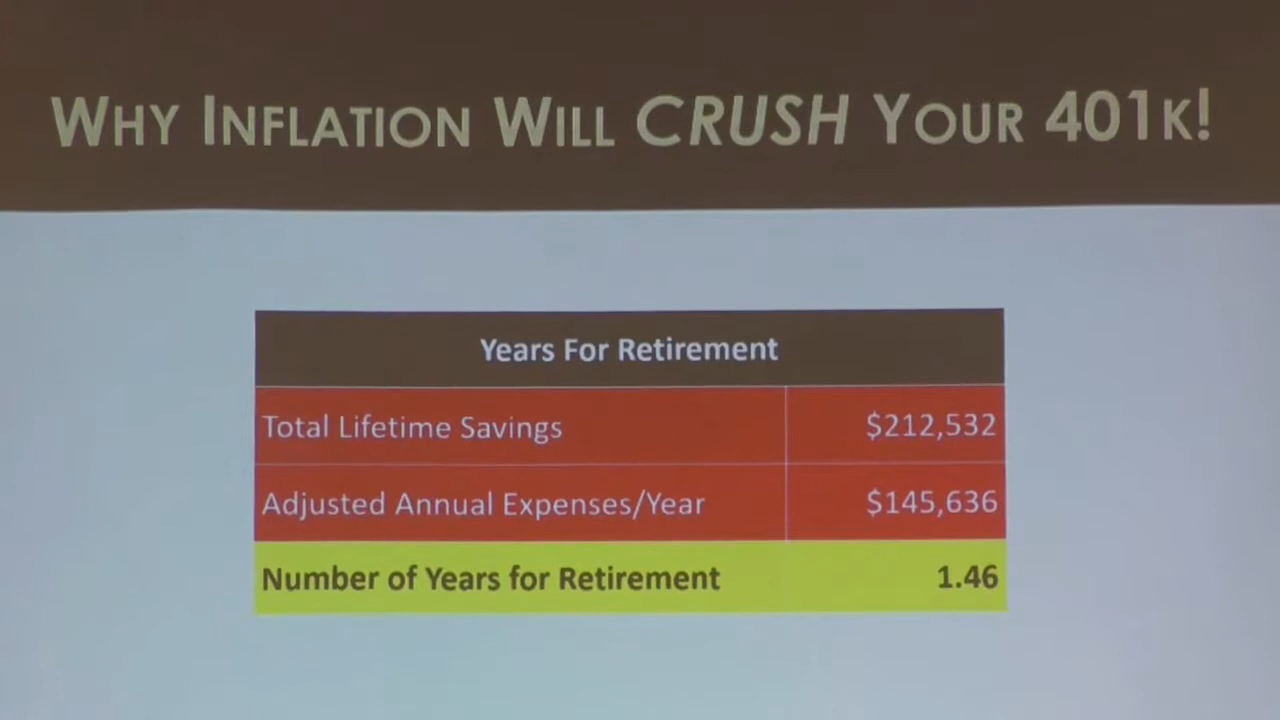 WHY INFLATION WILL CRUSH YOUR 401K!
Years For Retirement
Total Lifetime Savings $212,532
Adjusted Annual Expenses/Year $145,636
Number of Years for Retirement 1.46